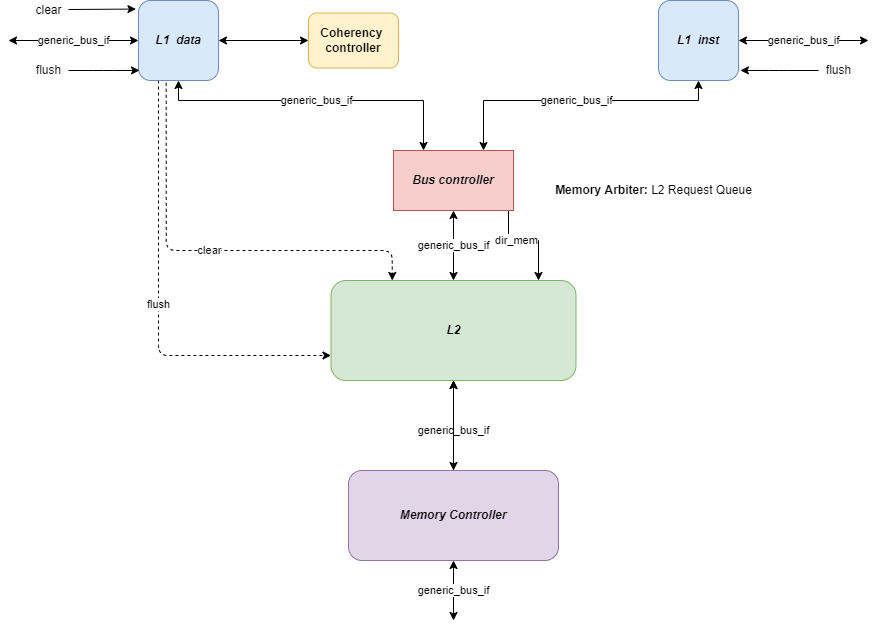 clear
generic_bus_if
flush
L1 data
Coherency
controller
L1 inst
generic_bus_if
flush
generic_bus_if
generic_bus_if
Bus controller
Memory Arbiter: L2 Request Queue
clear
generic_bus_if
dir_mem
flush
L2
generic_bus_if
Memory Controller
generic_bus_if